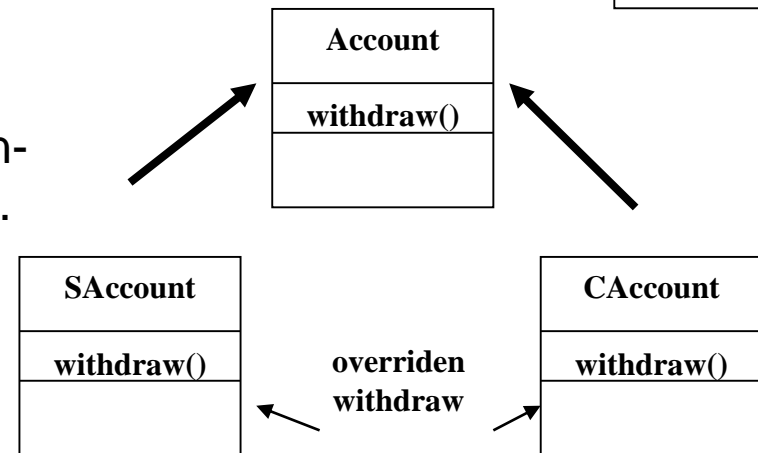 Account
withdraw()
n-
.
SAccount
CAccount
withdraw()
overriden
withdraw
withdraw()